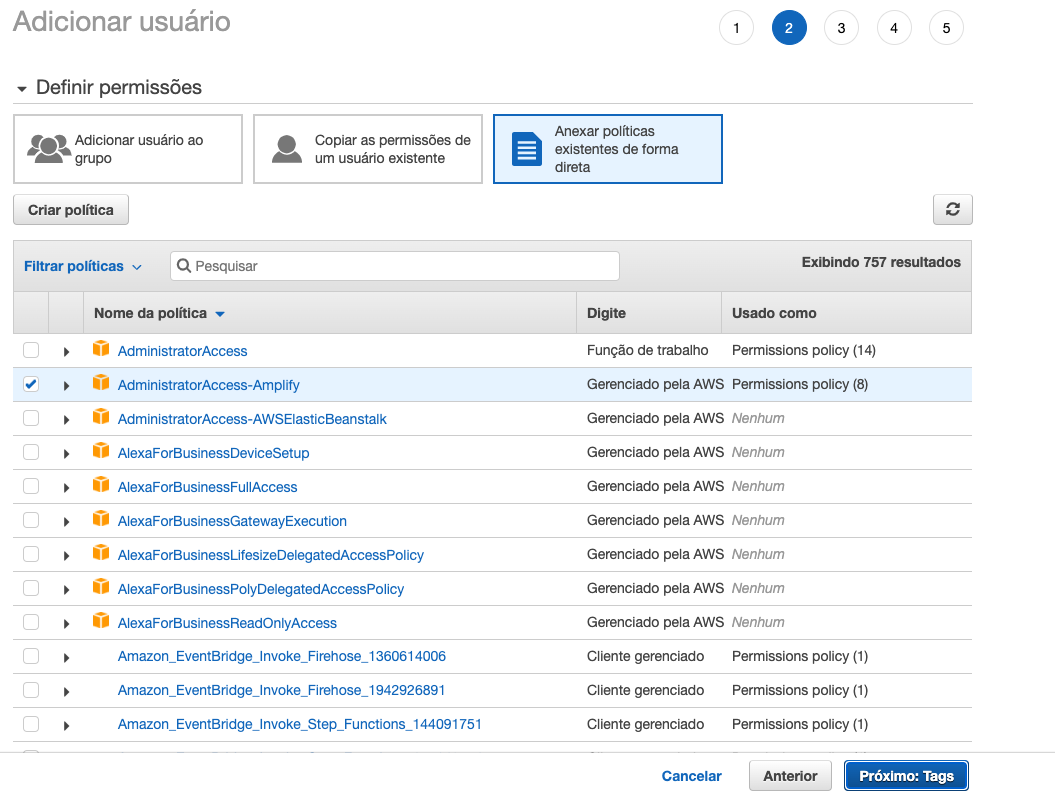 Adicionar usuário
1 2 3 4 5
Definir permissões
Adicionar usuário ao
grupo
Copiar as permissões de
um usuário existente
Anexar políticas
existentes de forma
direta
Criar política
Filtrar políticas
Pesquisar
Exibindo 757 resultados
Nome da política Digite Usado como
AdministratorAccess Função de trabalho Permissions policy (14)
AdministratorAccess-Amplify Gerenciado pela AWS Permissions policy (8)
AdministratorAccess-AWSElasticBeanstalk Gerenciado pela AWS Nenhum
AlexaForBusinessDeviceSetup Gerenciado pela AWS Nenhum
AlexaForBusinessFullAccess Gerenciado pela AWS Nenhum
AlexaForBusinessGatewayExecution Gerenciado pela AWS Nenhum
AlexaForBusinessLifesizeDelegatedAccessPolicy Gerenciado pela AWS Nenhum
AlexaForBusinessPolyDelegatedAccessPolicy Gerenciado pela AWS Nenhum
AlexaForBusinessReadOnlyAccess Gerenciado pela AWS Nenhum
Amazon_EventBridge_Invoke_Firehose_1360614006 Cliente gerenciado Permissions policy (1)
Amazon_EventBridge_Invoke_Firehose_1942926891 Cliente gerenciado Permissions policy (1)
Amazon_EventBridge_Invoke_Step_Functions_144091751 Cliente gerenciado Permissions policy (1)
Cancelar Anterior Próximo: Tags